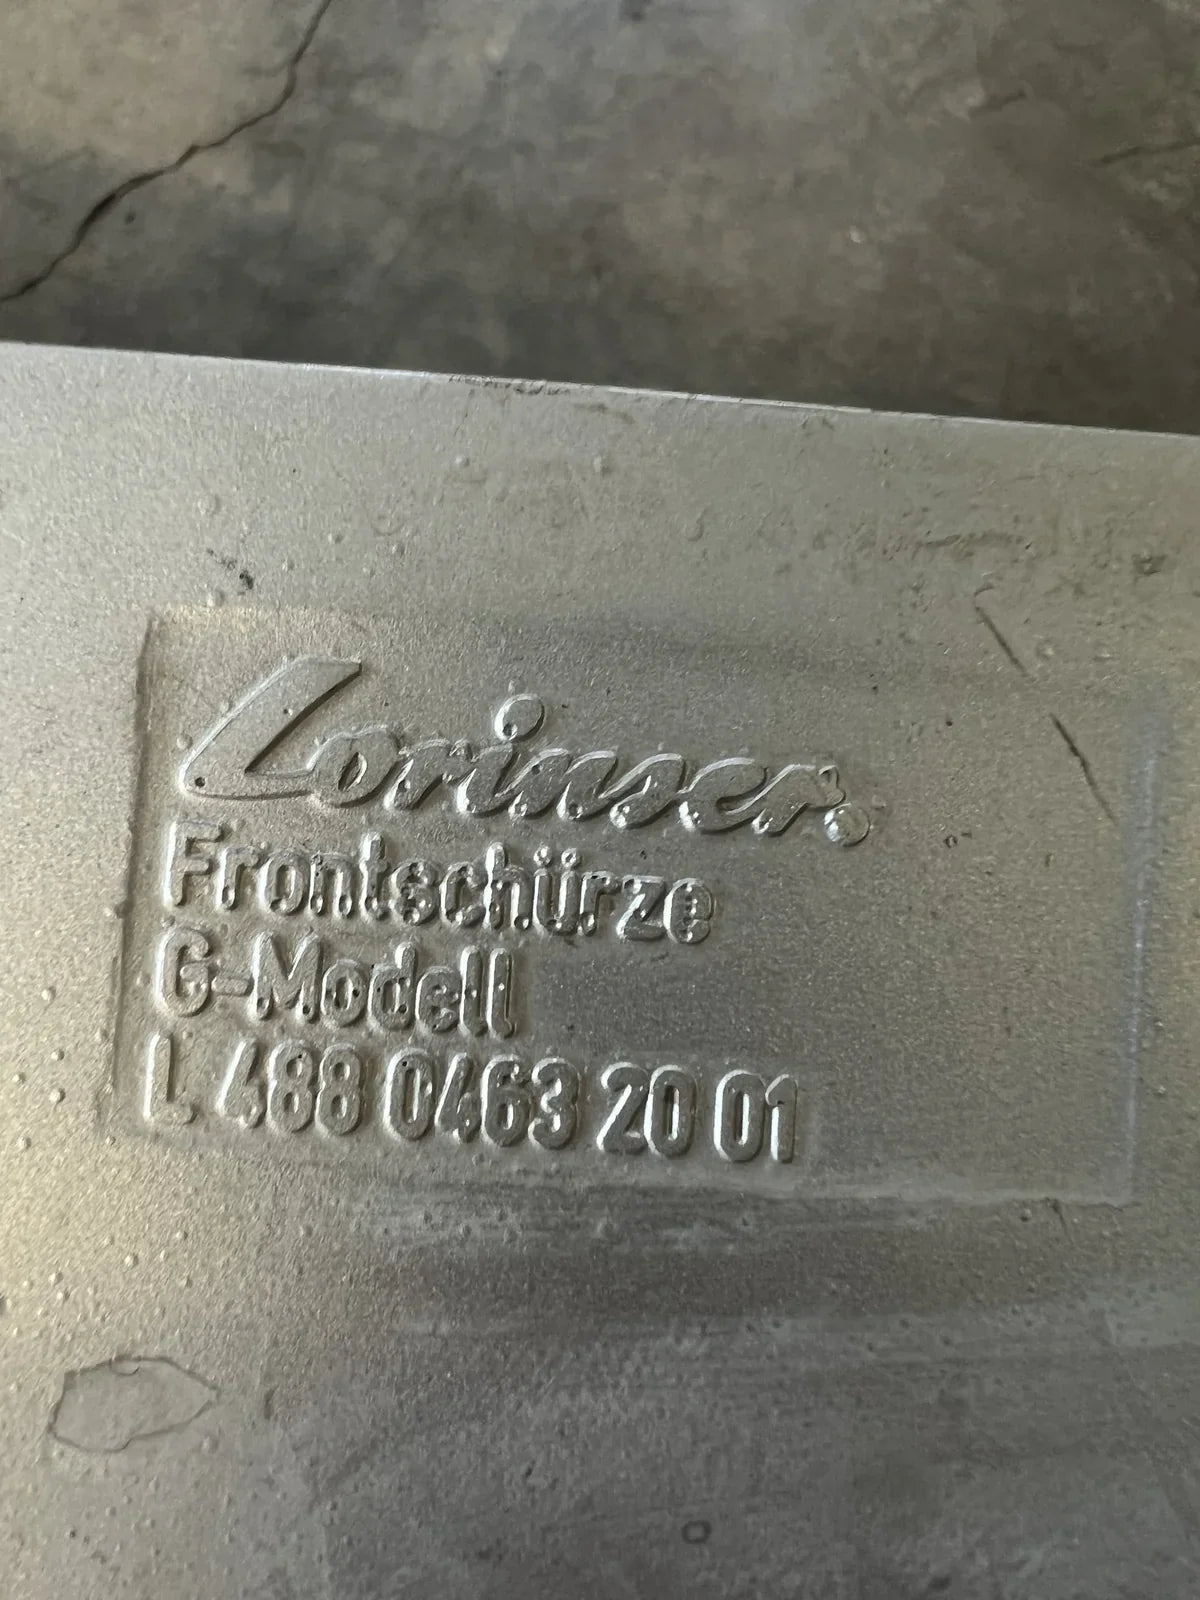 Lorinser.
Frontschürze
G-Modell
L 488 0463 20 01